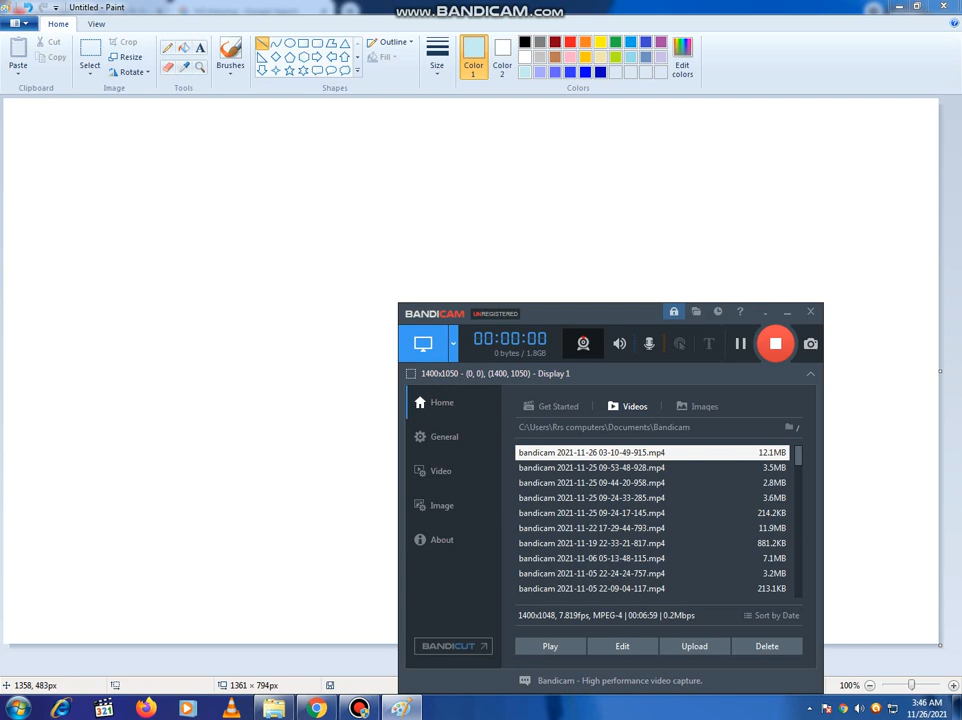 Untitled - Paint
www.BANDICAM.com
Home
View
Paste
Cut
Copy
Clipboard
Select
Crop
Resize
Rotate
Image
A
Tools
Brushes
Outline
Fill
Shapes
Size
Color
1
Color
2
Edit
colors
Colors
BANDICAM
UNREGISTERED
?
00:00:00
0 bytes / 1.8GB
T
1400x1050 - (0, 0), (1400, 1050) - Display 1
Home
General
Video
Image
About
BANDICUT
Get Started
Videos
Images
C:\Users\Rrs computers\Documents\Bandicam
/
bandicam 2021-11-26 03-10-49-915.mp4 12.1MB
bandicam 2021-11-25 09-53-48-928.mp4 3.5MB
bandicam 2021-11-25 09-44-20-958.mp4 2.8MB
bandicam 2021-11-25 09-24-33-285.mp4 3.6MB
bandicam 2021-11-25 09-24-17-145.mp4 214.2KB
bandicam 2021-11-22 17-29-44-793.mp4 11.9MB
bandicam 2021-11-19 22-33-21-817.mp4 881.2KB
bandicam 2021-11-06 05-13-48-115.mp4 7.1MB
bandicam 2021-11-05 22-24-24-757.mp4 3.2MB
bandicam 2021-11-05 22-09-04-117.mp4 213.1KB
1400x1048, 7.819fps, MPEG-4 | 00:06:59 | 0.2Mbps
Sort by Date
Play
Edit
Upload
Delete
Bandicam - High performance video capture.
1358, 483px
1361 × 794px
100%
321
3:46 AM
11/26/2021